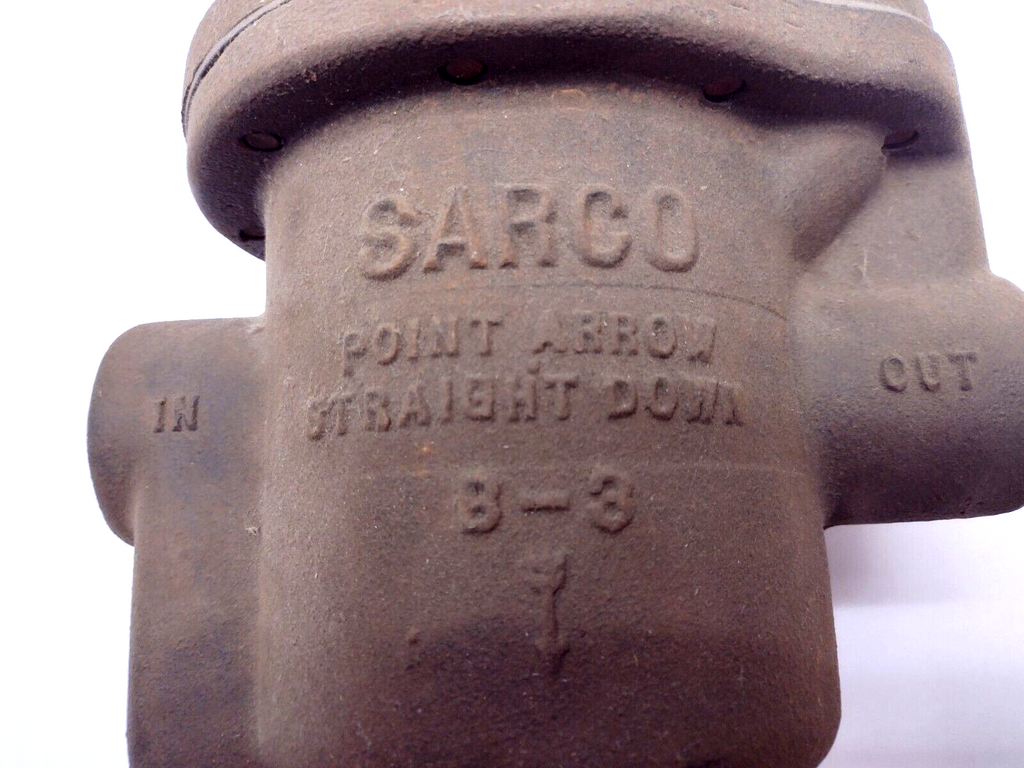 SARCO
POINT ARROW
STRAIGHT DOWN
IN
OUT
B-3